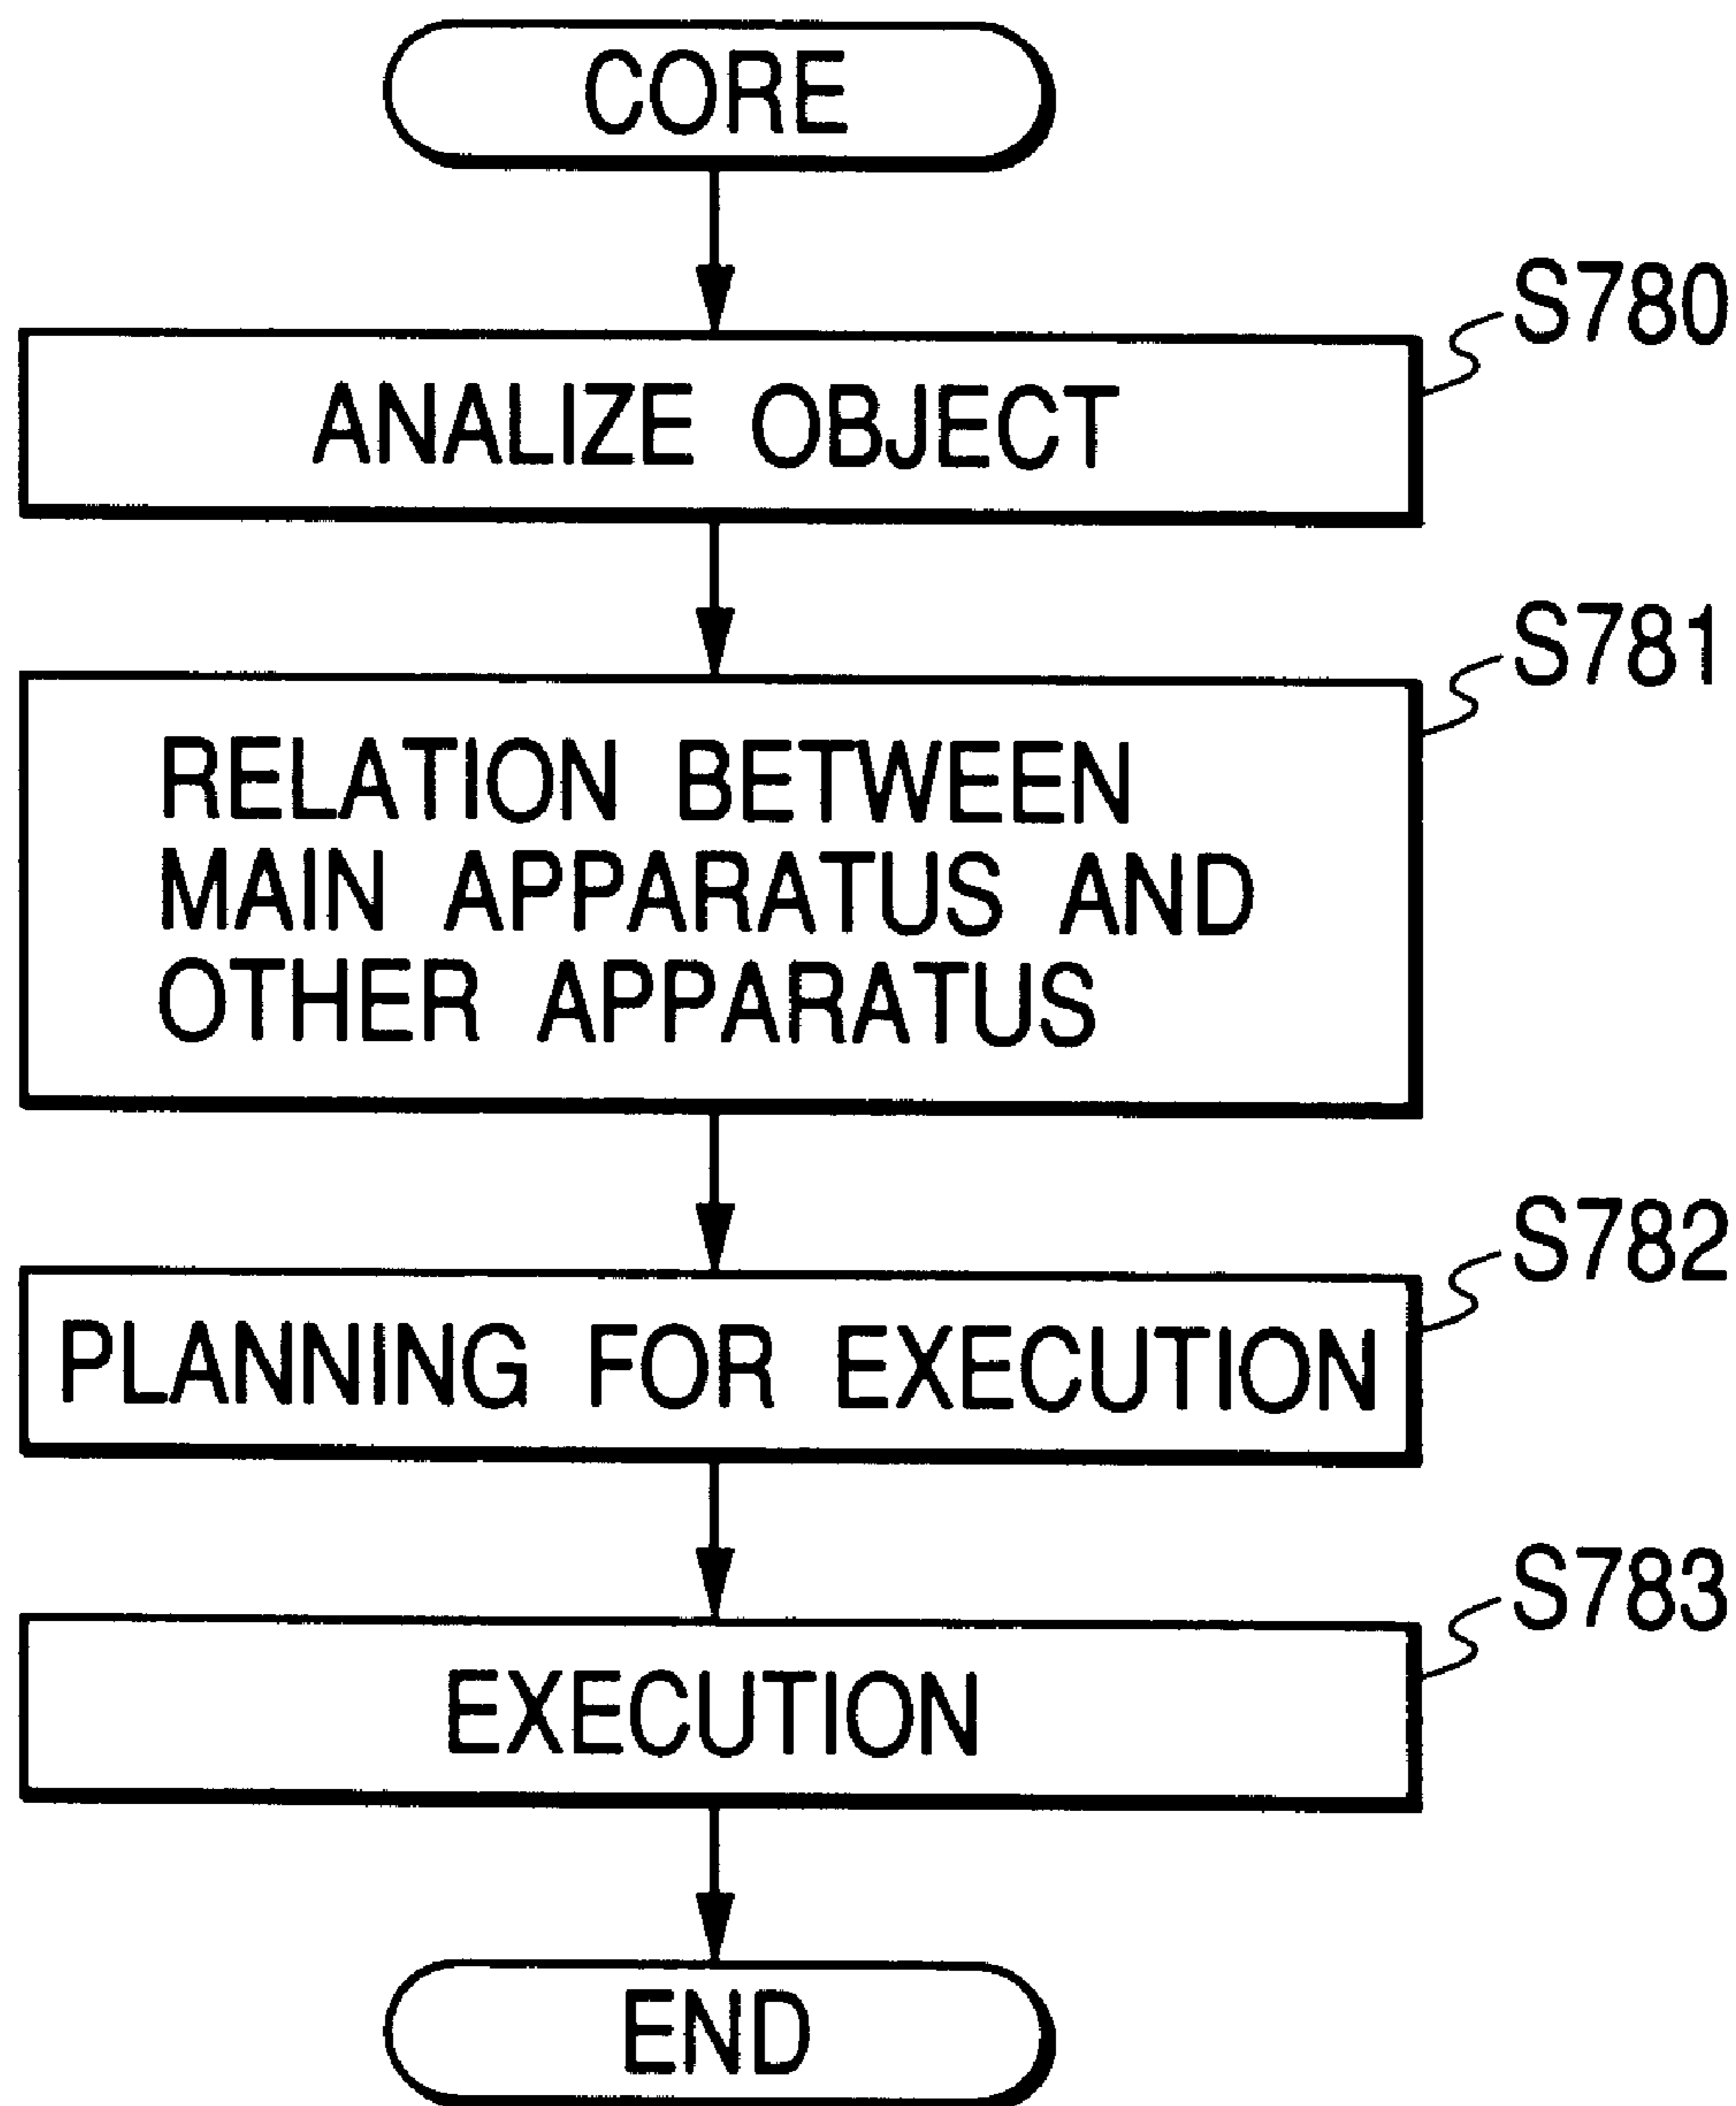 CORE
S780
ANALIZE OBJECT
S781
RELATION BETWEEN
MAIN APPARATUS AND
OTHER APPARATUS
S782
PLANNING FOR EXECUTION
S783
EXECUTION
END